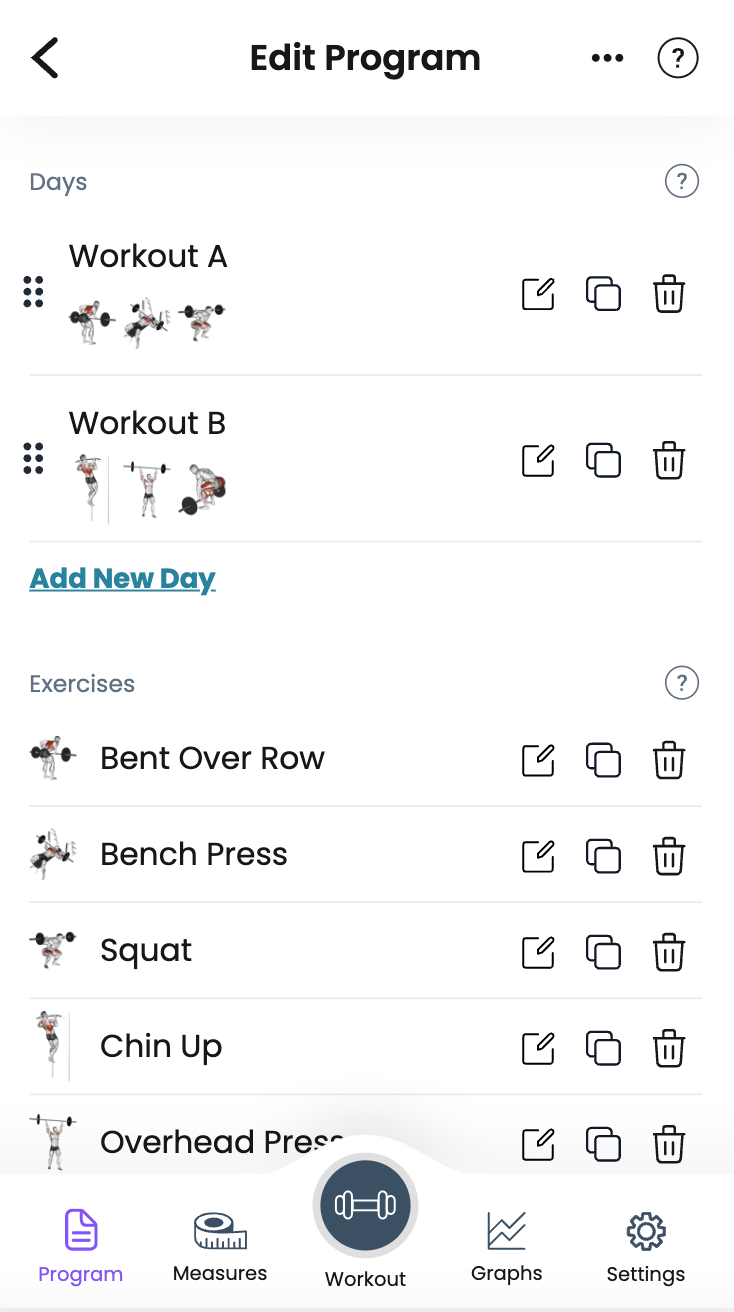 Edit Program
?
Days
?
Workout A
Workout B
Add New Day
Exercises
?
Bent Over Row
Bench Press
Squat
Chin Up
Overhead Press
Program
Measures
Workout
Graphs
Settings